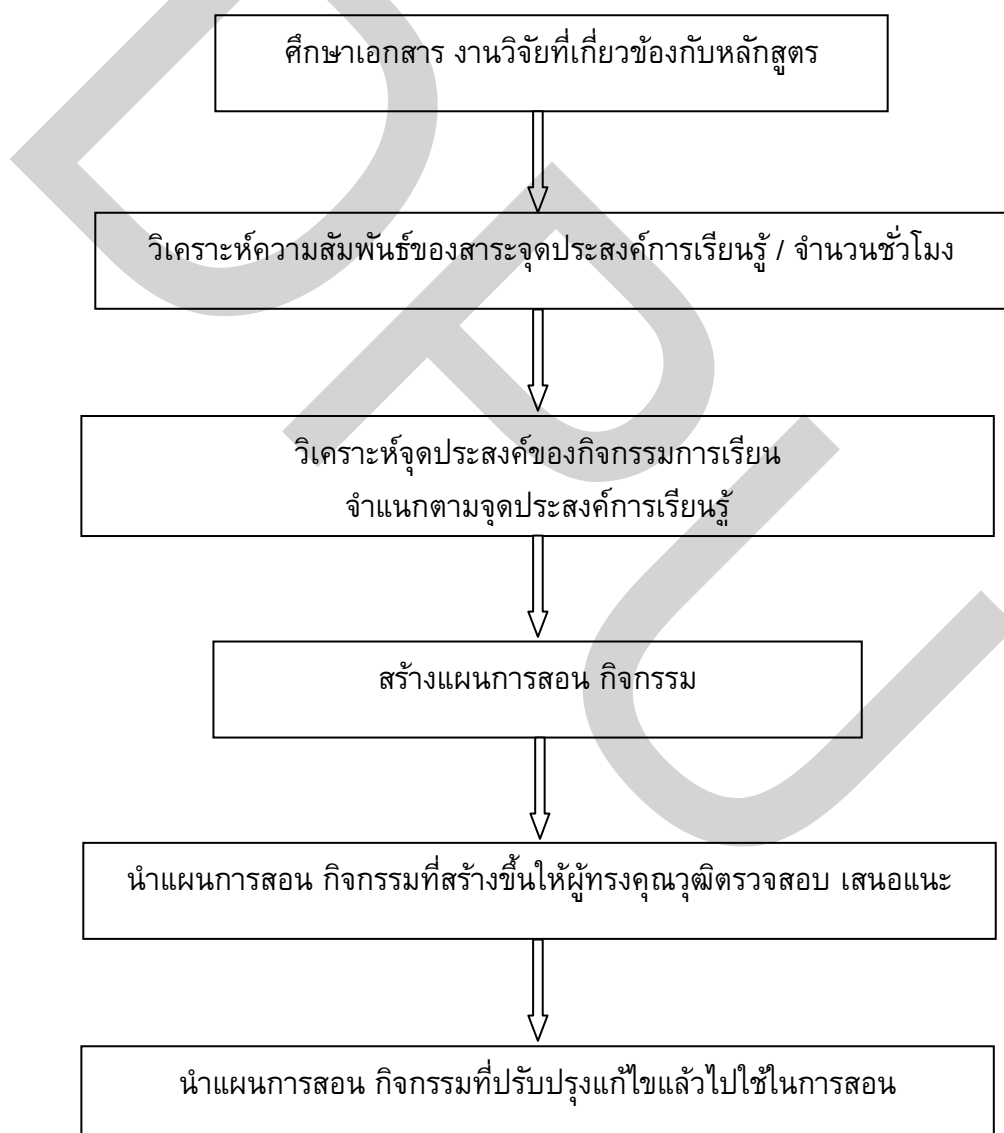 ศึกษาเอกสาร งานวิจัยที่เกี่ยวข้องกับหลักสูตร
วิเคราะห์ความสัมพันธ์ของสาระจุดประสงค์การเรียนรู้ / จำนวนชั่วโมง
วิเคราะห์จุดประสงค์ของกิจกรรมการเรียน
จำแนกตามจุดประสงค์การเรียนรู้
สร้างแผนการสอน กิจกรรม
นำแผนการสอน กิจกรรมที่สร้างขึ้นให้ผู้ทรงคุณวุฒิตรวจสอบ เสนอแนะ
นำแผนการสอน กิจกรรมที่ปรับปรุงแก้ไขแล้วไปใช้ในการสอน
DPU